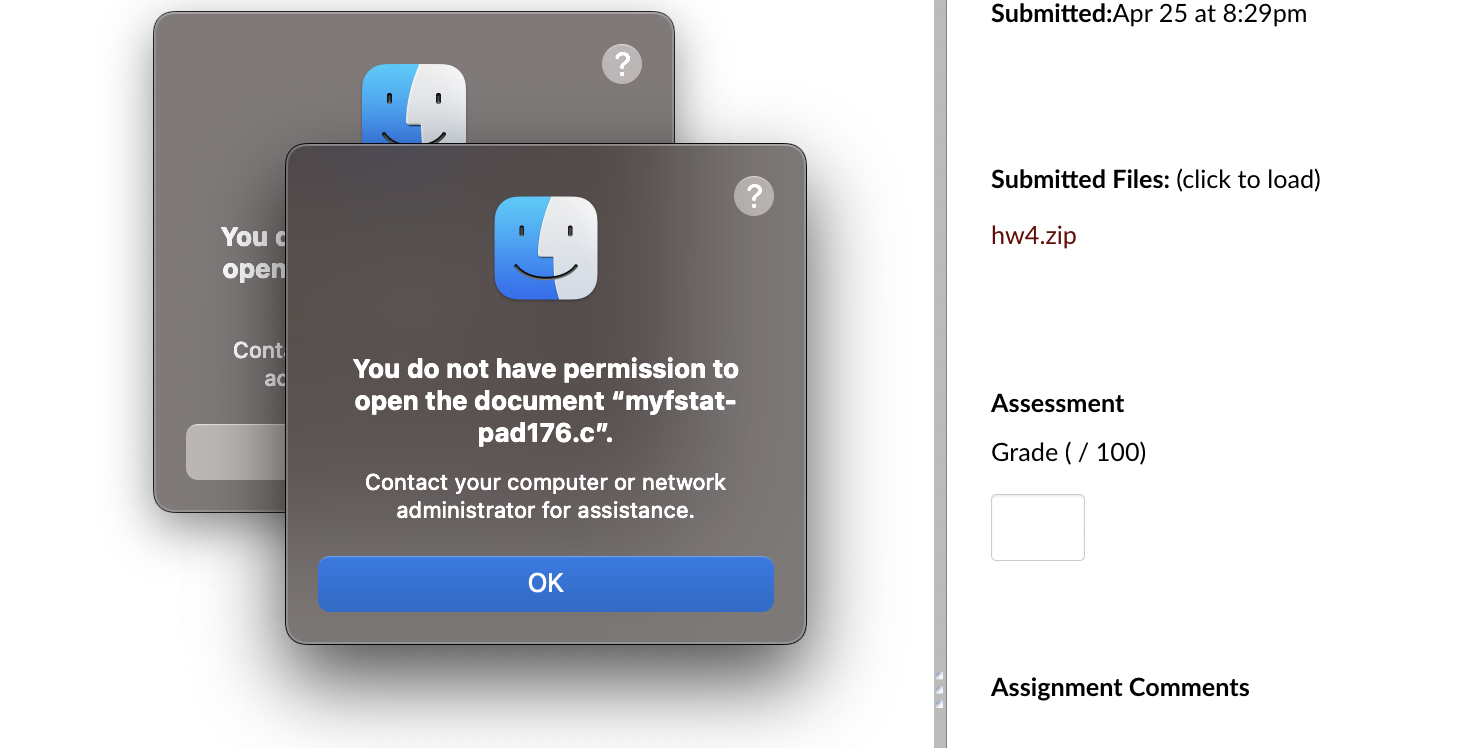 ?
You
open
?
You do not have permission to
open the document “myfstat-
pad176.c”.
Contact your computer or network
administrator for assistance.
OK
Submitted:Apr 25 at 8:29pm
Submitted Files: (click to load)
hw4.zip
Assessment
Grade ( / 100)
Assignment Comments